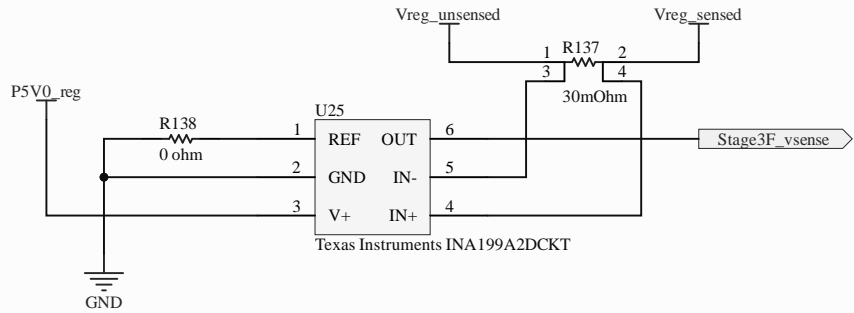 Vreg_unsensed
Vreg_sensed
1 R137 2
3 4
30mOhm
P5V0_reg
U25
R138
0 ohm
1 REF OUT 6
Stage3F_vsense
2 GND IN- 5
3 V+ IN+ 4
Texas Instruments INA199A2DCKT
GND